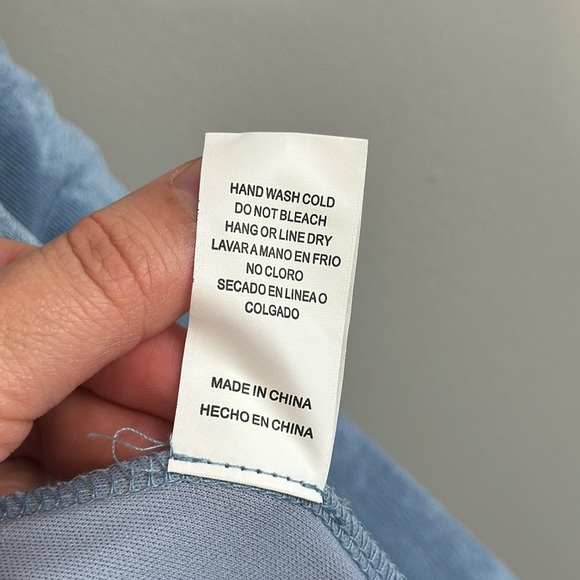 HAND WASH COLD
DO NOT BLEACH
HANG OR LINE DRY
LAVAR A MANO EN FRIO
NO CLORO
SECADO EN LINEA O
COLGADO
MADE IN CHINA
HECHO EN CHINA